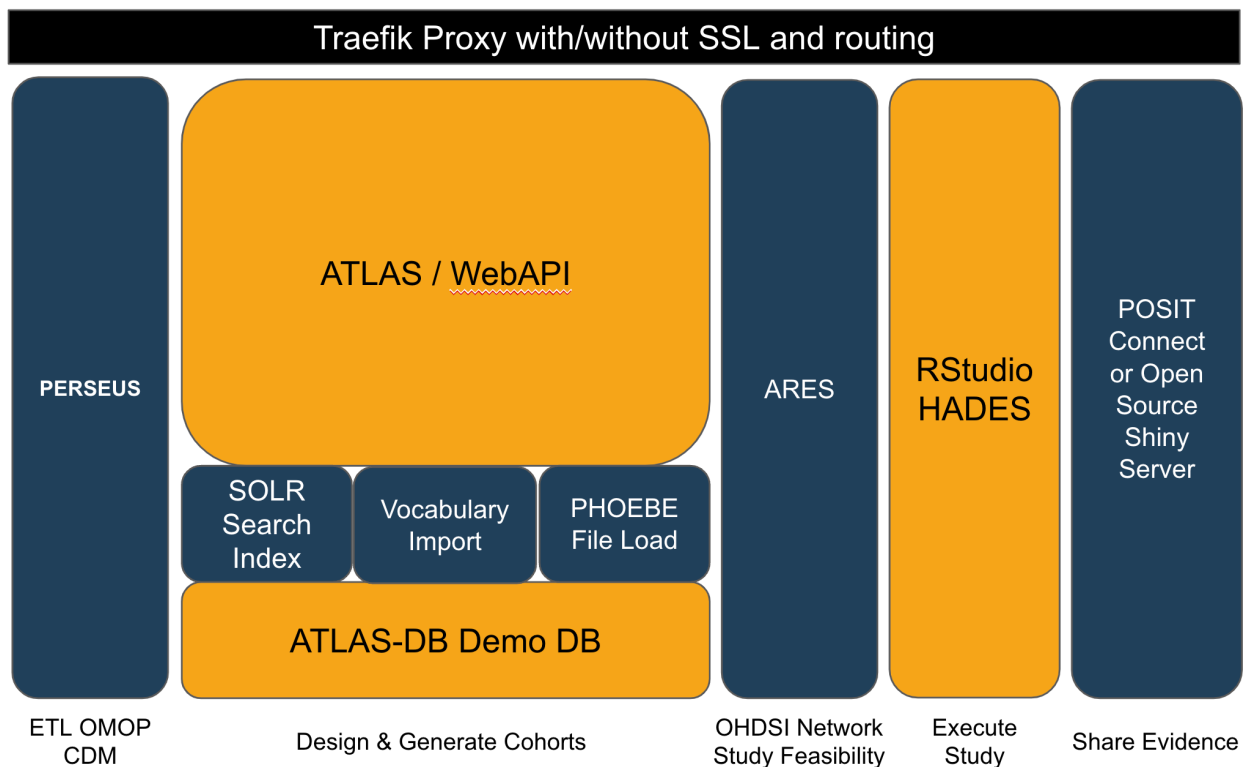 Traefik Proxy with/without SSL and routing
PERSEUS
ATLAS / WebAPI
SOLR
Search
Index
Vocabulary
Import
PHOEBE
File Load
ATLAS-DB Demo DB
ARES
RStudio
HADES
POSIT
Connect
or Open
Source
Shiny
Server
ETL OMOP
CDM
Design & Generate Cohorts
OHDSI Network
Study Feasibility
Execute
Study
Share Evidence